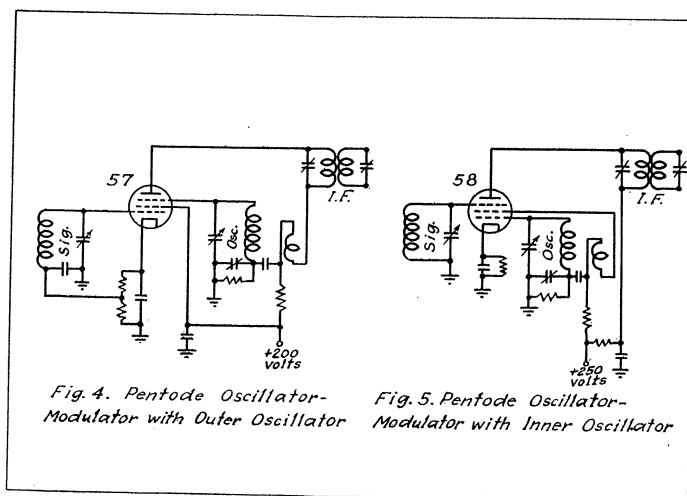 57
Sig.
Osc.
I.F.
+200
volts
Fig. 4. Pentode Oscillator-
Modulator with Outer Oscillator
58
Sig.
Osc.
I.F.
+250
volts
Fig. 5. Pentode Oscillator-
Modulator with Inner Oscillator